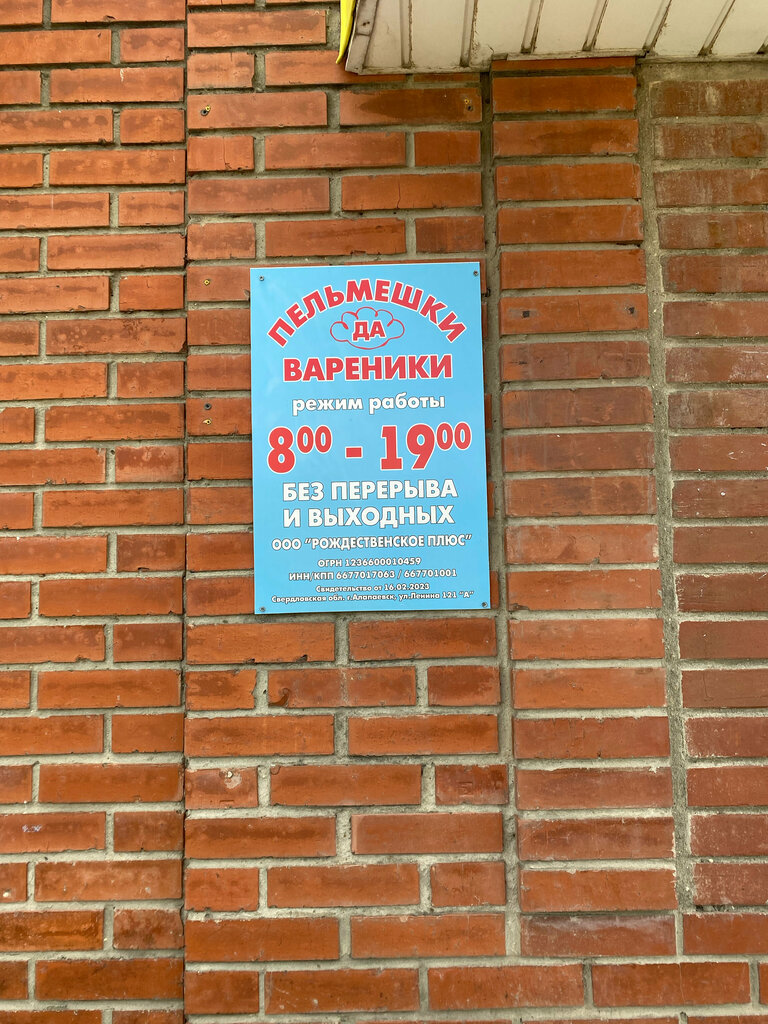 ПЕЛЬМЕШКИ
ДА
ВАРЕНИКИ
режим работы
8⁰⁰ - 19⁰⁰
БЕЗ ПЕРЕРЫВА
И ВЫХОДНЫХ
ООО "РОЖДЕСТВЕНСКОЕ ПЛЮС"
ОГРН 1236600010459
ИНН/КПП 6677017063 / 667701001
Свидетельство от 16.02.2023
Свердловская обл. г.Алапаевск, ул.Ленина 121 "А"